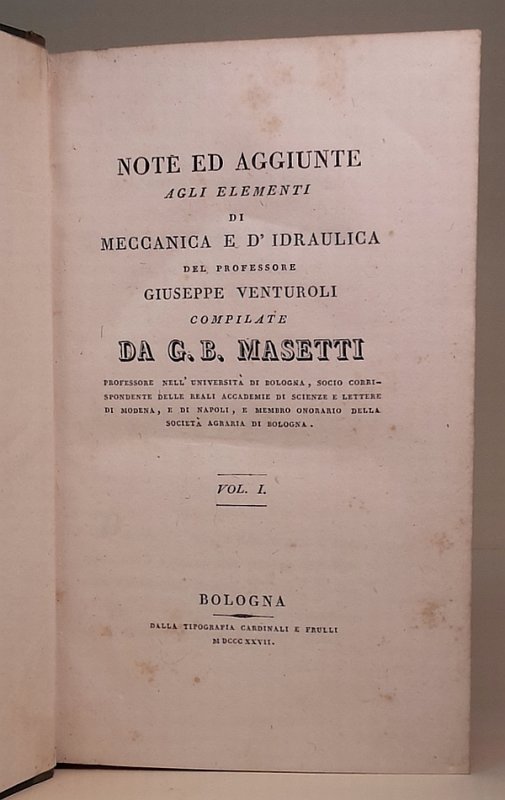 NOTE ED AGGIUNTE
AGLI ELEMENTI
DI
MECCANICA E D' IDRAULICA
DEL PROFESSORE
GIUSEPPE VENTUROLI
COMPILATE
DA G. B. MASETTI
PROFESSORE NELL' UNIVERSITÀ DI BOLOGNA, SOCIO CORRI-
SPONDENTE DELLE REALI ACCADEMIE DI SCIENZE E LETTERE
DI MODENA, E DI NAPOLI, E MEMBRO ONORARIO DELLA
SOCIETÀ AGRARIA DI BOLOGNA.
VOL. I.
BOLOGNA
DALLA TIPOGRAFIA CARDINALI E FRULLI
M DCCC XXVII.